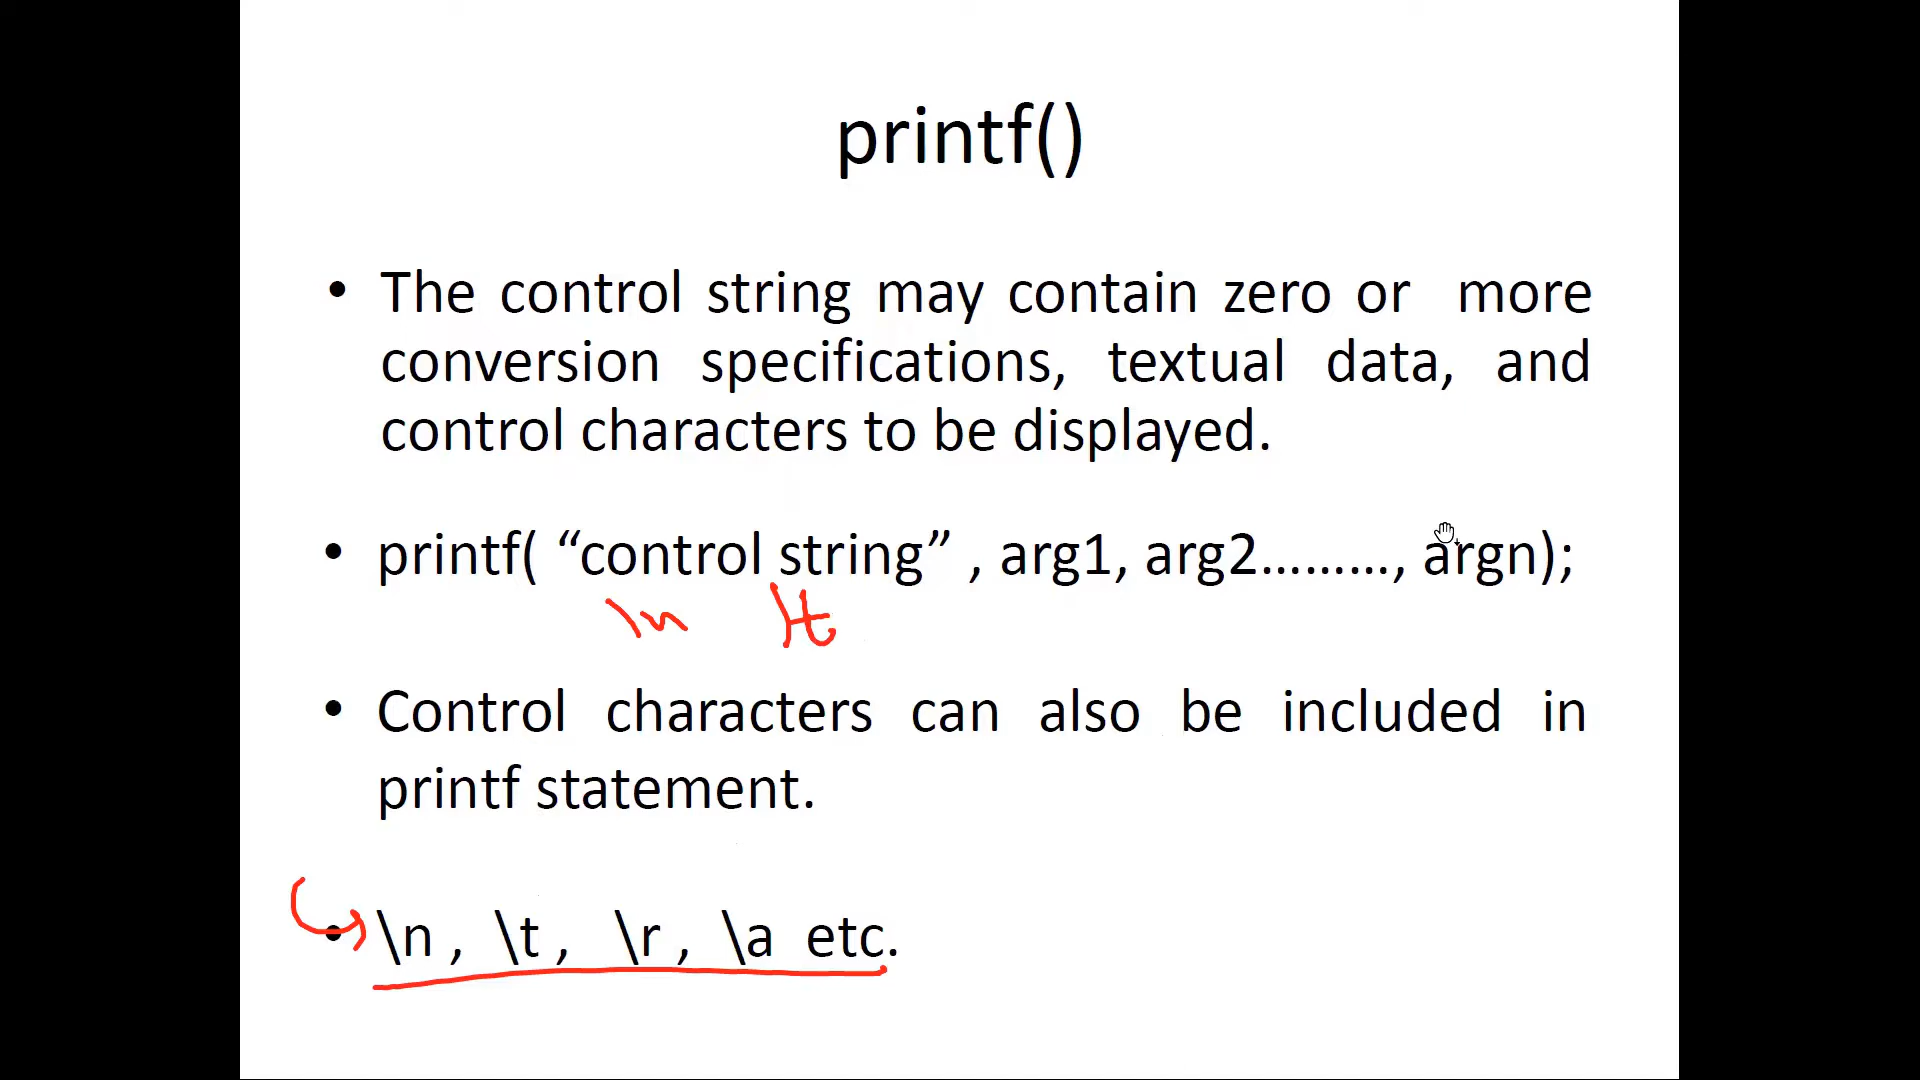 printf()
• The control string may contain zero or more
conversion specifications, textual data, and
control characters to be displayed.
• printf( “control string” , arg1, arg2………, argn);
\n \t
• Control characters can also be included in
printf statement.
• \n , \t , \r , \a etc.